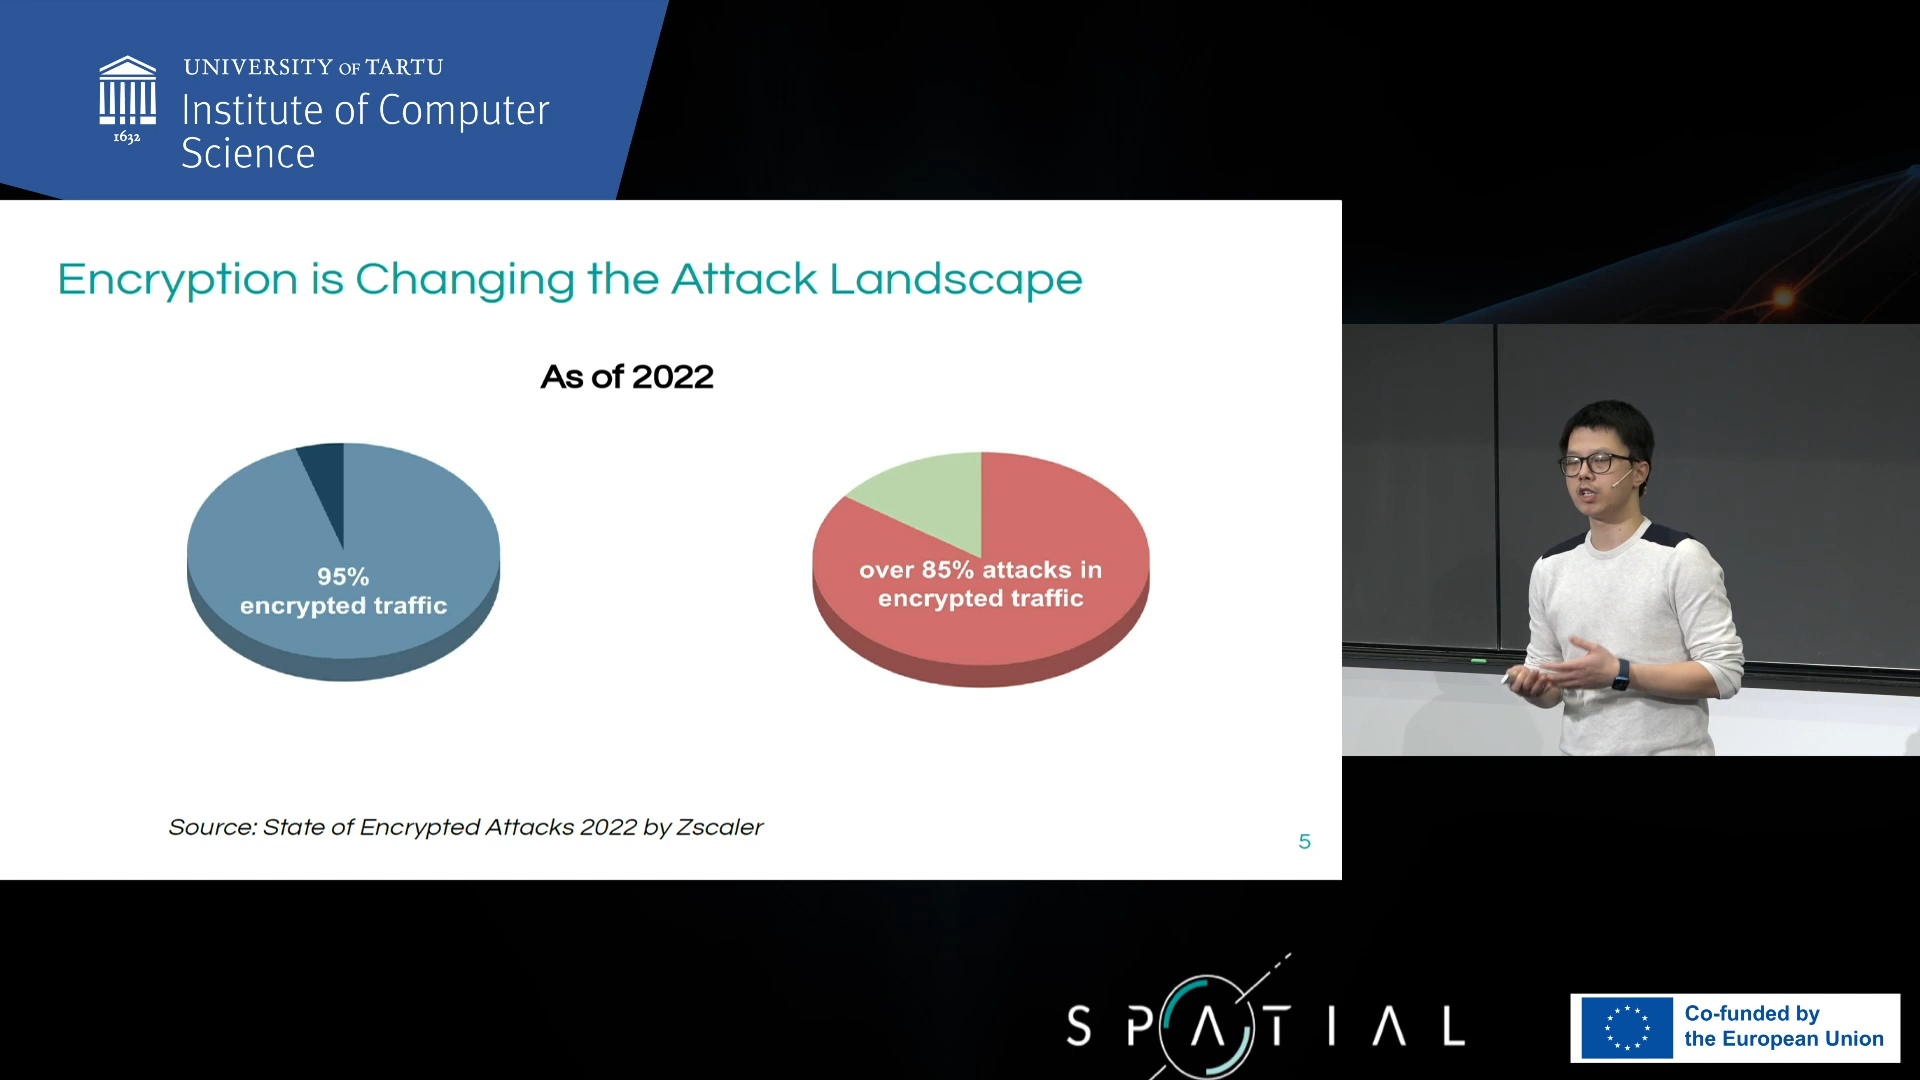 UNIVERSITY OF TARTU
Institute of Computer
Science
1632
Encryption is Changing the Attack Landscape
As of 2022
95%
encrypted traffic
over 85% attacks in
encrypted traffic
Source: State of Encrypted Attacks 2022 by Zscaler
5
SPATIAL
Co-funded by
the European Union